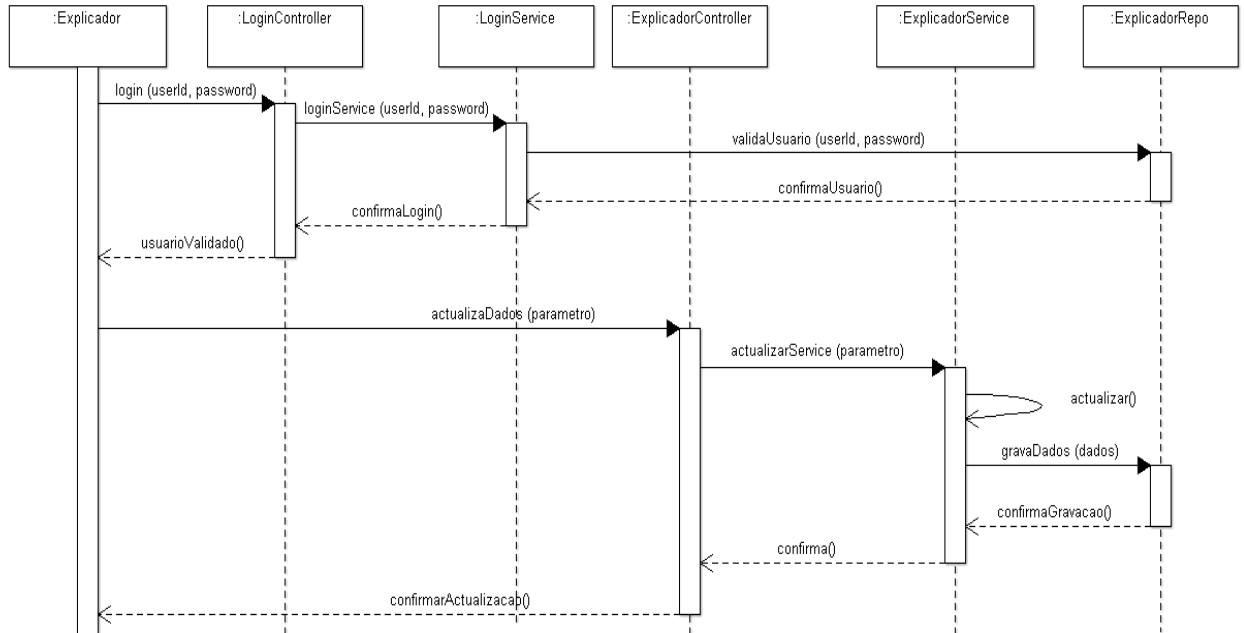 :Explicador
:LoginController
:LoginService
:ExplicadorController
:ExplicadorService
:ExplicadorRepo
login (userId, password)
loginService (userId, password)
validaUsuario (userId, password)
confirmaUsuario()
confirmaLogin()
usuarioValidado()
actualizaDados (parametro)
actualizarService (parametro)
actualizar()
gravaDados (dados)
confirmaGravacao()
confirma()
confirmarActualizacao()